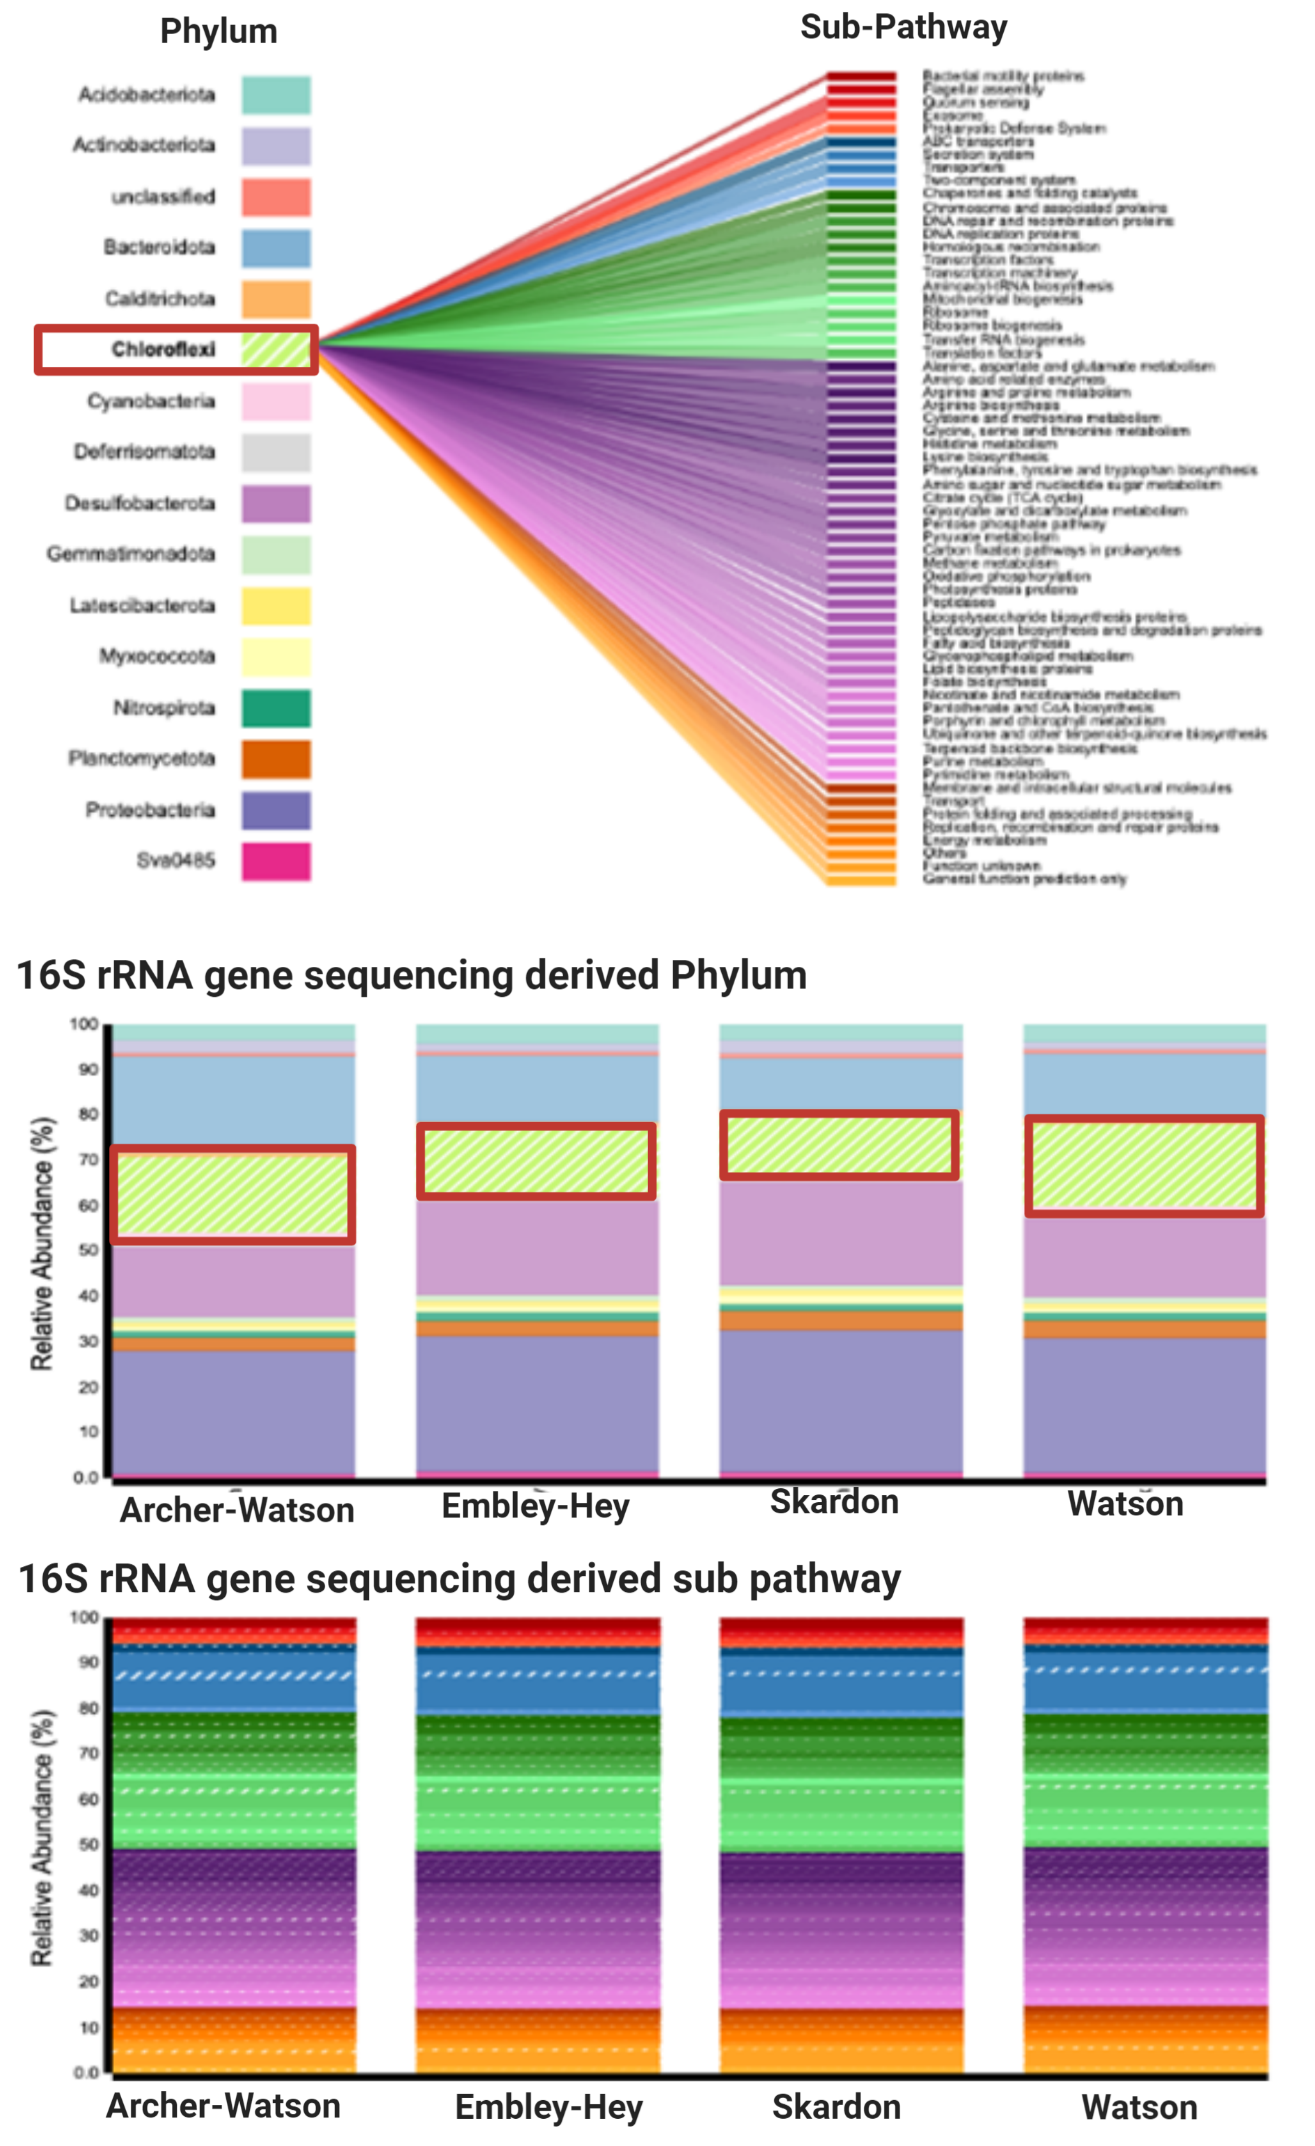 Phylum
Sub-Pathway
Acidobacteriota
Actinobacteriota
unclassified
Bacteroidota
Calditrichota
Chloroflexi
Cyanobacteria
Deferrisomatota
Desulfobacterota
Gemmatimonadota
Latescibacterota
Myxococcota
Nitrospirota
Planctomycetota
Proteobacteria
Sva0485
Bacterial motility proteins
Flagellar assembly
Quorum sensing
Exosome
Prokaryotic Defense System
ABC transporters
Secretion system
Transporters
Two-component system
Chaperones and folding catalysts
Chromosome and associated proteins
DNA repair and recombination proteins
DNA replication proteins
Homologous recombination
Transcription factors
Transcription machinery
Aminoacyl-tRNA biosynthesis
Mitochondrial biogenesis
Ribosome
Ribosome biogenesis
Transfer RNA biogenesis
Translation factors
Alanine, aspartate and glutamate metabolism
Amino acid related enzymes
Arginine and proline metabolism
Arginine biosynthesis
Cysteine and methionine metabolism
Glycine, serine and threonine metabolism
Histidine metabolism
Lysine biosynthesis
Phenylalanine, tyrosine and tryptophan biosynthesis
Amino sugar and nucleotide sugar metabolism
Citrate cycle (TCA cycle)
Glyoxylate and dicarboxylate metabolism
Pentose phosphate pathway
Pyruvate metabolism
Carbon fixation pathways in prokaryotes
Methane metabolism
Oxidative phosphorylation
Photosynthesis proteins
Peptidases
Lipopolysaccharide biosynthesis proteins
Peptidoglycan biosynthesis and degradation proteins
Fatty acid biosynthesis
Glycerophospholipid metabolism
Lipid biosynthesis proteins
Folate biosynthesis
Nicotinate and nicotinamide metabolism
Pantothenate and CoA biosynthesis
Porphyrin and chlorophyll metabolism
Ubiquinone and other terpenoid-quinone biosynthesis
Terpenoid backbone biosynthesis
Purine metabolism
Pyrimidine metabolism
Membrane and intracellular structural molecules
Transport
Protein folding and associated processing
Replication, recombination and repair proteins
Energy metabolism
Others
Function unknown
General function prediction only
16S rRNA gene sequencing derived Phylum
Relative Abundance (%)
100
90
80
70
60
50
40
30
20
10
0.0
Archer-Watson
Embley-Hey
Skardon
Watson
16S rRNA gene sequencing derived sub pathway
Relative Abundance (%)
100
90
80
70
60
50
40
30
20
10
0.0
Archer-Watson
Embley-Hey
Skardon
Watson